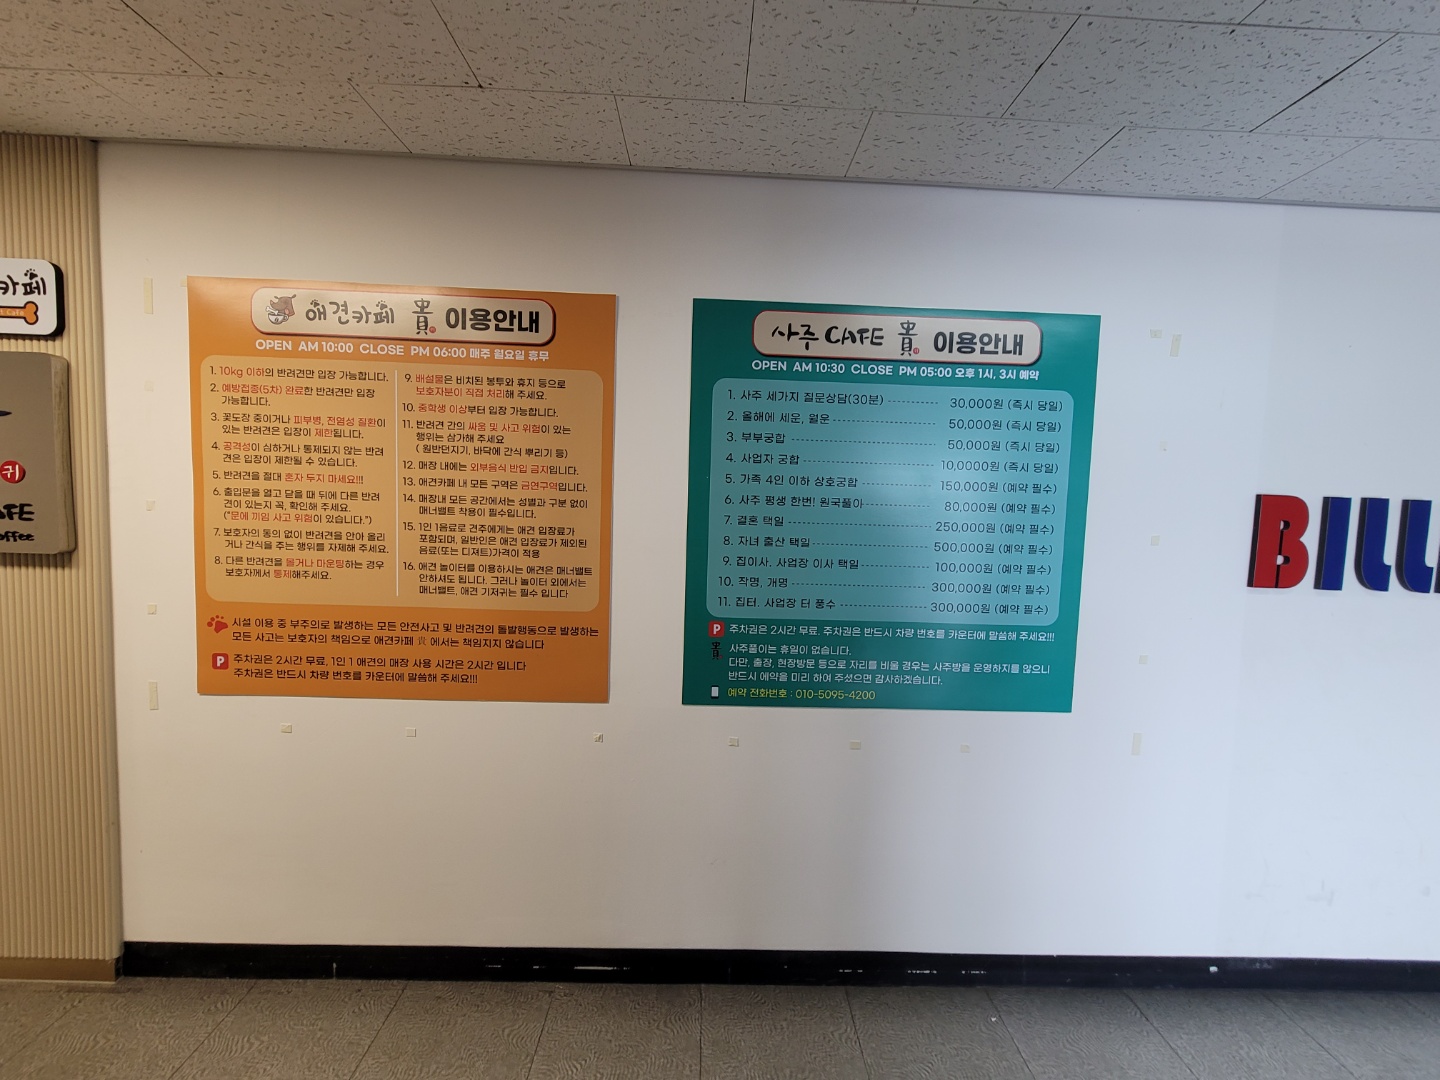 카페
귀
애견카페 貴 이용안내
OPEN AM 10:00 CLOSE PM 06:00 매주 월요일 휴무
1. 10kg 이하의 반려견만 입장 가능합니다.
2. 예방접종(5차) 완료한 반려견만 입장
가능합니다.
3. 꽃도장 중이거나 피부병, 전염성 질환이
있는 반려견은 입장이 제한됩니다.
4. 공격성이 심하거나 통제되지 않는 반려
견은 입장이 제한될 수 있습니다.
5. 반려견을 절대 혼자 두지 마세요!!!
6. 출입문을 열고 닫을 때 뒤에 다른 반려
견이 있는지 꼭, 확인해 주세요.
("문에 끼임 사고 위험이 있습니다.")
7. 보호자의 동의 없이 반려견을 안아 올리
거나 간식을 주는 행위를 자제해 주세요.
8. 다른 반려견을 물거나 마운팅하는 경우
보호자께서 통제해주세요.
9. 배설물은 비치된 봉투와 휴지 등으로
보호자분이 직접 처리해 주세요.
10. 중학생 이상부터 입장 가능합니다.
11. 반려견 간의 싸움 및 사고 위험이 있는
행위는 삼가해 주세요
( 원반던지기, 바닥에 간식 뿌리기 등)
12. 매장 내에는 외부음식 반입 금지입니다.
13. 애견카페 내 모든 구역은 금연구역입니다.
14. 매장내 모든 공간에서는 성별과 구분 없이
매너밸트 착용이 필수입니다.
15. 1인 1음료로 견주에게는 애견 입장료가
포함되며, 일반인은 애견 입장료가 제외된
음료(또는 디저트)가격이 적용
16. 애견 놀이터를 이용하시는 애견은 매너밸트
안하셔도 됩니다. 그러나 놀이터 외에서는
매너밸트, 애견 기저귀는 필수 입니다
시설 이용 중 부주의로 발생하는 모든 안전사고 및 반려견의 돌발행동으로 발생하는
모든 사고는 보호자의 책임으로 애견카페 貴 에서는 책임지지 않습니다
P 주차권은 2시간 무료, 1인 1 애견의 매장 사용 시간은 2시간 입니다
주차권은 반드시 차량 번호를 카운터에 말씀해 주세요!!!
사주 CAFE 貴 이용안내
OPEN AM 10:30 CLOSE PM 05:00 오후 1시, 3시 예약
1. 사주 세가지 질문상담(30분) ---------- 30,000원 (즉시 당일)
2. 올해에 세운, 월운 ---------- 50,000원 (즉시 당일)
3. 부부궁합 ---------- 50,000원 (즉시 당일)
4. 사업자 궁합 ---------- 10,0000원 (즉시 당일)
5. 가족 4인 이하 상호궁합 ---------- 150,000원 (예약 필수)
6. 사주 평생 한번! 원국풀이 ---------- 80,000원 (예약 필수)
7. 결혼 택일 ---------- 250,000원 (예약 필수)
8. 자녀 출산 택일 ---------- 500,000원 (예약 필수)
9. 집이사. 사업장 이사 택일 ---------- 100,000원 (예약 필수)
10. 작명, 개명 ---------- 300,000원 (예약 필수)
11. 집터. 사업장 터 풍수 ---------- 300,000원 (예약 필수)
P 주차권은 2시간 무료. 주차권은 반드시 차량 번호를 카운터에 말씀해 주세요!!!
貴 사주풀이는 휴일이 없습니다.
다만, 출장, 현장방문 등으로 자리를 비울 경우는 사주방을 운영하지를 않으니
반드시 예약을 미리 하여 주셨으면 감사하겠습니다.
예약 전화번호 : 010-5095-4200